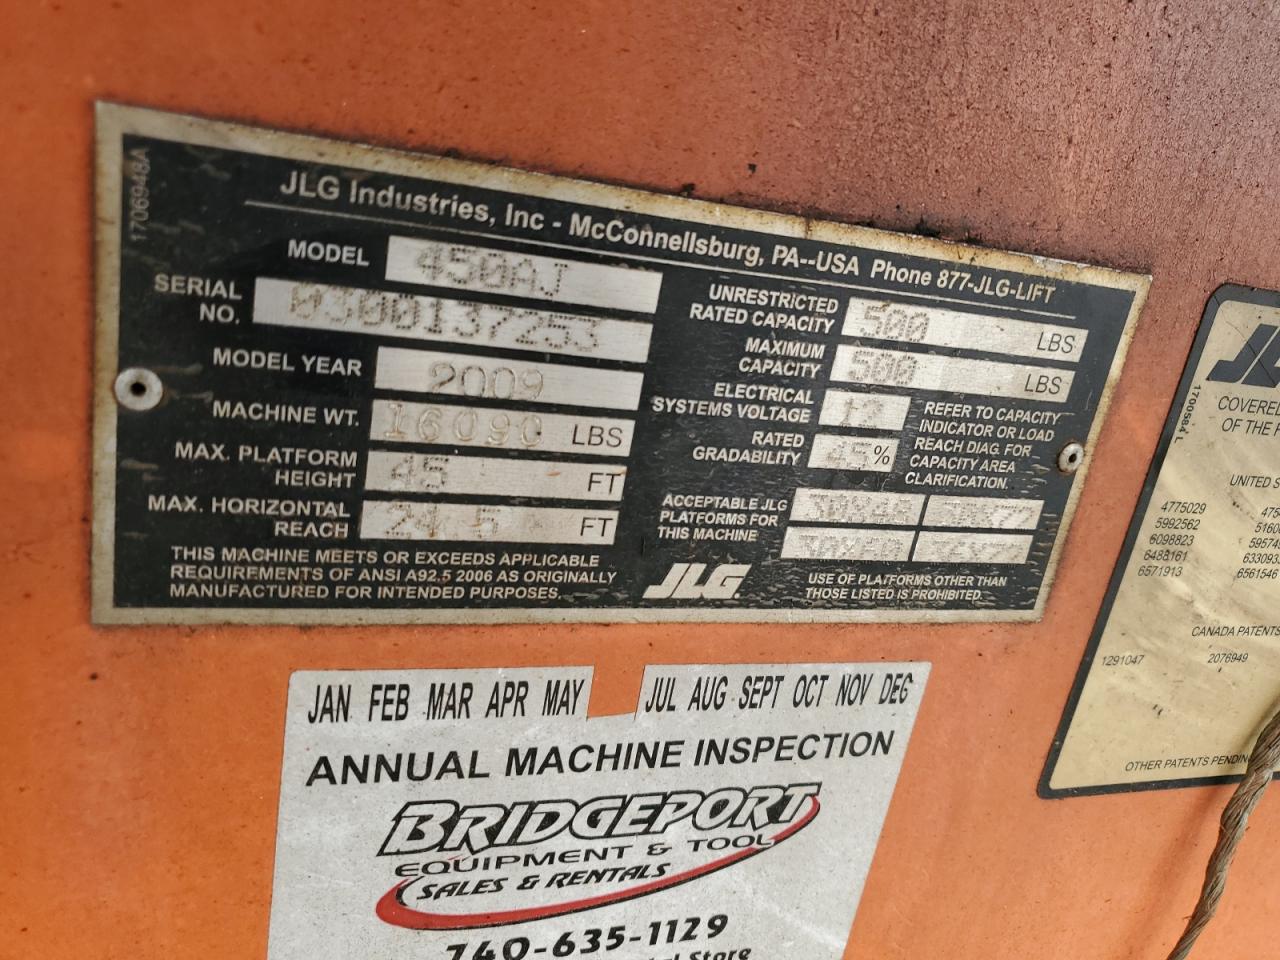 1706948A
JLG Industries, Inc - McConnellsburg, PA--USA Phone 877-JLG-LIFT
MODEL 450AJ
SERIAL NO. 0300137253
MODEL YEAR 2009
MACHINE WT. 16090 LBS
MAX. PLATFORM HEIGHT 45 FT
MAX. HORIZONTAL REACH 24.5 FT
THIS MACHINE MEETS OR EXCEEDS APPLICABLE
REQUIREMENTS OF ANSI A92.5 2006 AS ORIGINALLY
MANUFACTURED FOR INTENDED PURPOSES.
UNRESTRICTED RATED CAPACITY 500 LBS
MAXIMUM CAPACITY 500 LBS
ELECTRICAL SYSTEMS VOLTAGE 12
RATED GRADABILITY 45%
REFER TO CAPACITY
INDICATOR OR LOAD
REACH DIAG. FOR
CAPACITY AREA
CLARIFICATION.
ACCEPTABLE JLG
PLATFORMS FOR
THIS MACHINE
JLG.
USE OF PLATFORMS OTHER THAN
THOSE LISTED IS PROHIBITED.
JAN FEB MAR APR MAY JUL AUG SEPT OCT NOV DEC
ANNUAL MACHINE INSPECTION
BRIDGEPORT
EQUIPMENT & TOOL
SALES & RENTALS
740-635-1129
Store
1700584 L
COVERED
OF THE
UNITED S
4775029
5992562
6098823
6488161
6571913
6561546
CANADA PATENTS
1291047 2076949
OTHER PATENTS PENDIN